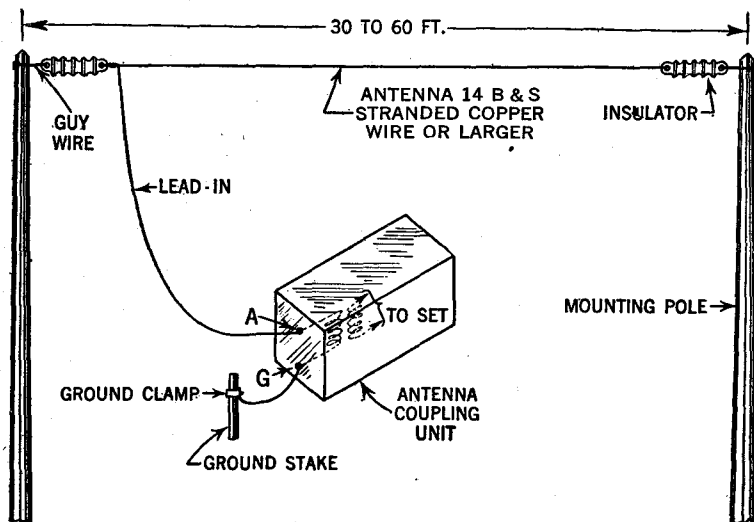 30 TO 60 FT.
GUY
WIRE
ANTENNA 14 B & S
STRANDED COPPER
WIRE OR LARGER
INSULATOR
LEAD-IN
A
TO SET
MOUNTING POLE
G
GROUND CLAMP
ANTENNA
COUPLING
UNIT
GROUND STAKE